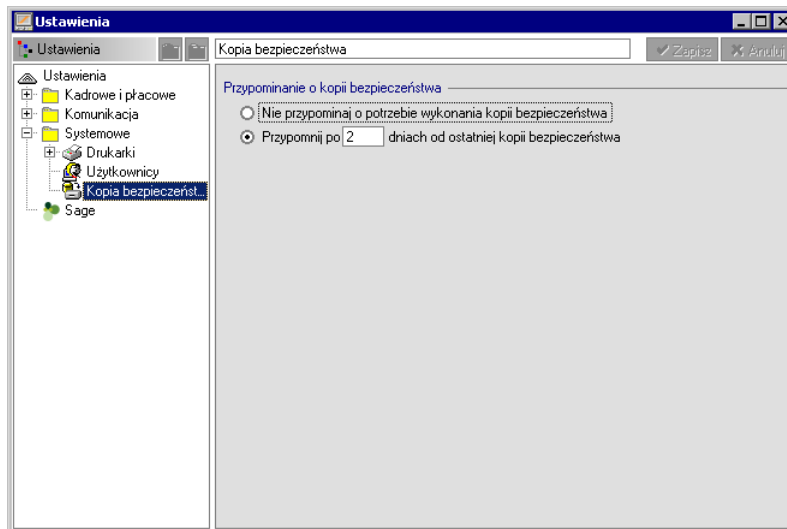 Ustawienia
Ustawienia
Kopia bezpieczeństwa
Zapisz
Anuluj
Ustawienia
Kadrowe i płacowe
Komunikacja
Systemowe
Drukarki
Użytkownicy
Kopia bezpieczeńst...
Sage
Przypominanie o kopii bezpieczeństwa
Nie przypominaj o potrzebie wykonania kopii bezpieczeństwa
Przypomnij po 2 dniach od ostatniej kopii bezpieczeństwa